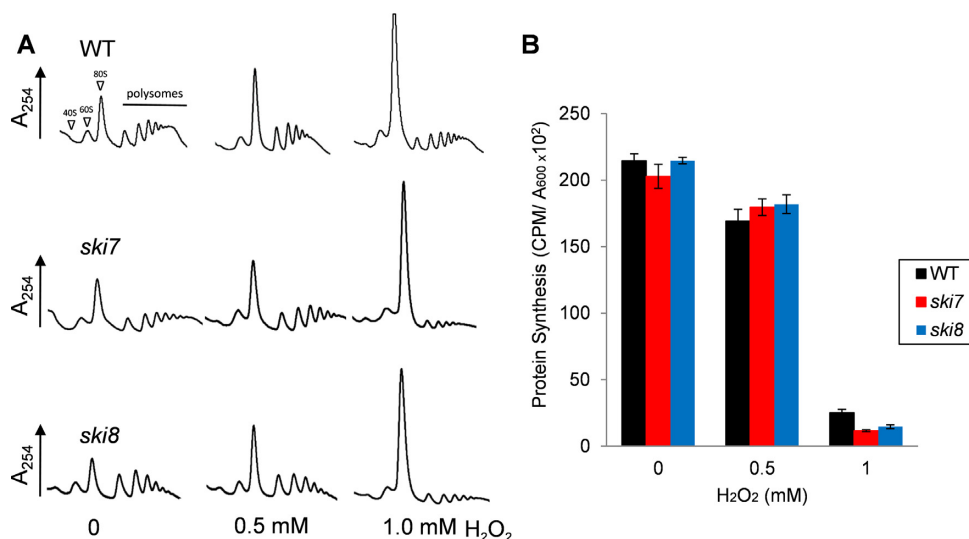 A
WT
A254
40S
60S
80S
polysomes
ski7
A254
ski8
A254
0
0.5 mM
1.0 mM
H2O2
B
Protein Synthesis (CPM/ A600 x10²)
250
200
150
100
50
0
0
0.5
1
H2O2 (mM)
WT
ski7
ski8